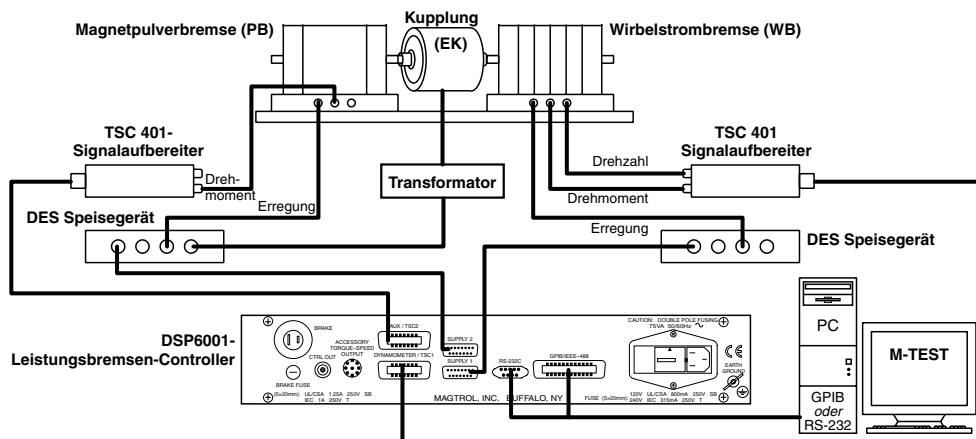 Kupplung
(EK)
Magnetpulverbremse (PB)
Wirbelstrombremse (WB)
TSC 401-
Signalaufbereiter
TSC 401
Signalaufbereiter
Dreh-
moment
Drehzahl
Drehmoment
Transformator
Erregung
Erregung
DES Speisegerät
DES Speisegerät
DSP6001-
Leistungsbremsen-Controller
BRAKE
CTRL OUT
BRAKE FUSE
ACCESSORY
TORQUE–SPEED
OUTPUT
AUX / TSC2
DYNAMOMETER / TSC1
SUPPLY 2
SUPPLY 1
RS-232C
GPIB/IEEE–488
CAUTION: DOUBLE POLE FUSING
75VA 50/60Hz
EARTH
GROUND
(5x20mm): UL/CSA 1.25A 250V SB
IEC 1A 250V T
MAGTROL, INC. BUFFALO, NY
FUSE (5x20mm): 120V UL/CSA 800mA 250V SB
240V IEC 315mA 250V T
PC
M-TEST
GPIB
oder
RS-232